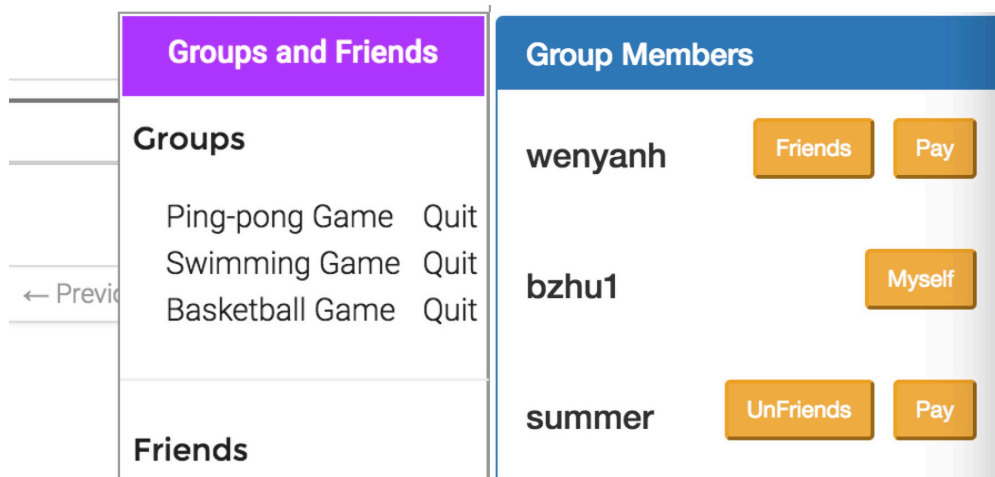 Groups and Friends
Groups
Ping-pong Game Quit
Swimming Game Quit
Basketball Game Quit
Friends
← Previc
Group Members
wenyanh Friends Pay
bzhu1 Myself
summer UnFriends Pay